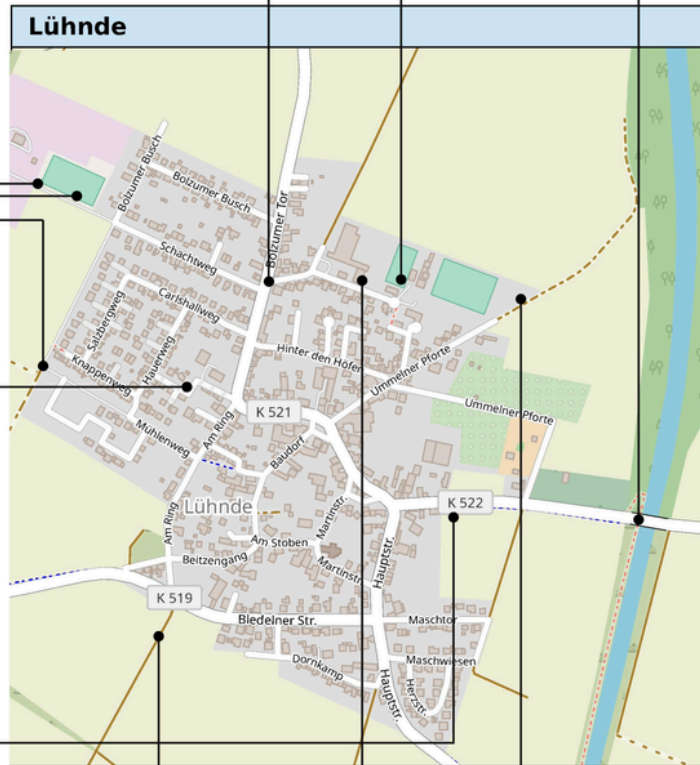 Lühnde
Bolzumer Busch
Bolzumer Busch
Bolzumer Tor
Schachtweg
Carlshallweg
Salzbergweg
Hauerweg
Knappenweg
Hinter den Höfen
Ummelner Pforte
Ummelner Pforte
K 521
Am Ring
Mühlenweg
Baudorf
K 522
Lühnde
Martinstr.
Am Ring
Am Stoben
Hauptstr.
Beitzengang
Martinstr.
K 519
Bledelner Str.
Maschtor
Dornkamp
Maschwiesen
Herzstr.
Hauptstr.